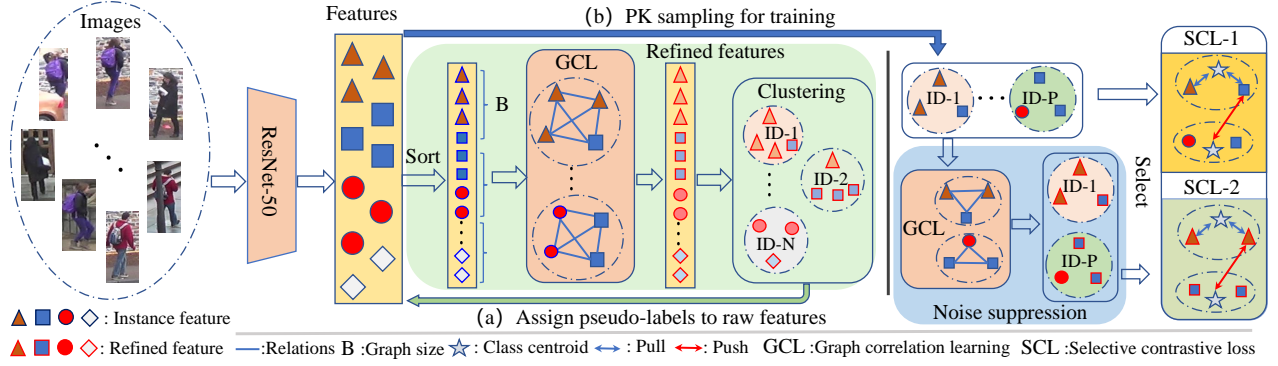 Images
Features
(b) PK sampling for training
ResNet-50
Sort
B
GCL
Refined features
Clustering
ID-1
ID-2
ID-N
(a) Assign pseudo-labels to raw features
ID-1
ID-P
GCL
ID-1
ID-P
Noise suppression
Select
SCL-1
SCL-2
: Instance feature
: Refined feature
:Relations B :Graph size : Class centroid : Pull : Push GCL :Graph correlation learning SCL :Selective contrastive loss